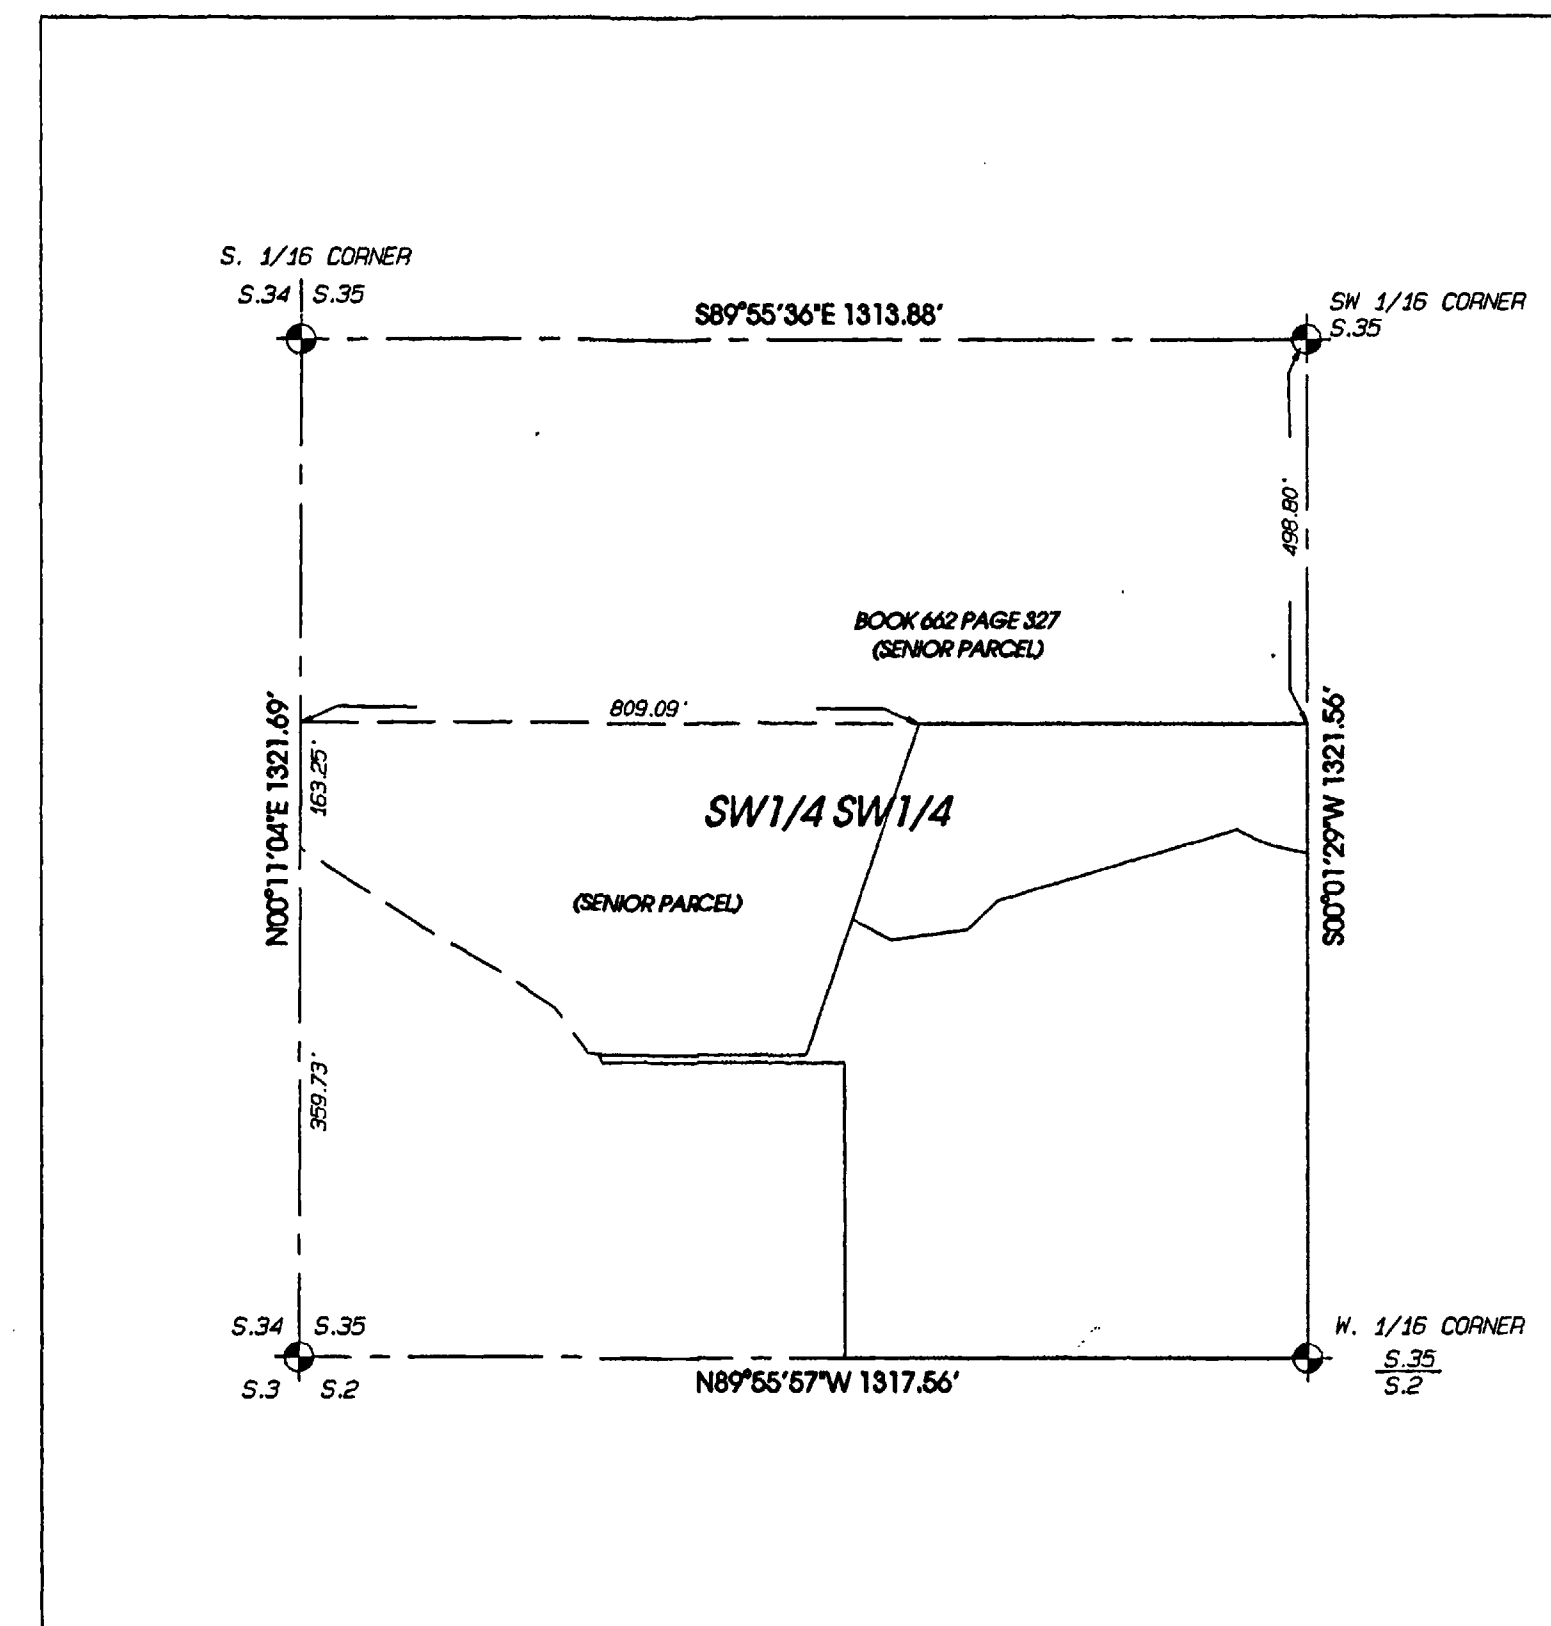 S. 1/16 CORNER
S.34 S.35
S89°55'36"E 1313.88'
SW 1/16 CORNER
S.35
498.80'
BOOK 662 PAGE 327
(SENIOR PARCEL)
809.09'
N00°11'04"E 1321.69'
163.25'
SW1/4 SW1/4
S00°01'29"W 1321.56'
(SENIOR PARCEL)
359.73'
S.34 S.35
S.3 S.2
N89°55'57"W 1317.56'
W. 1/16 CORNER
S.35
S.2